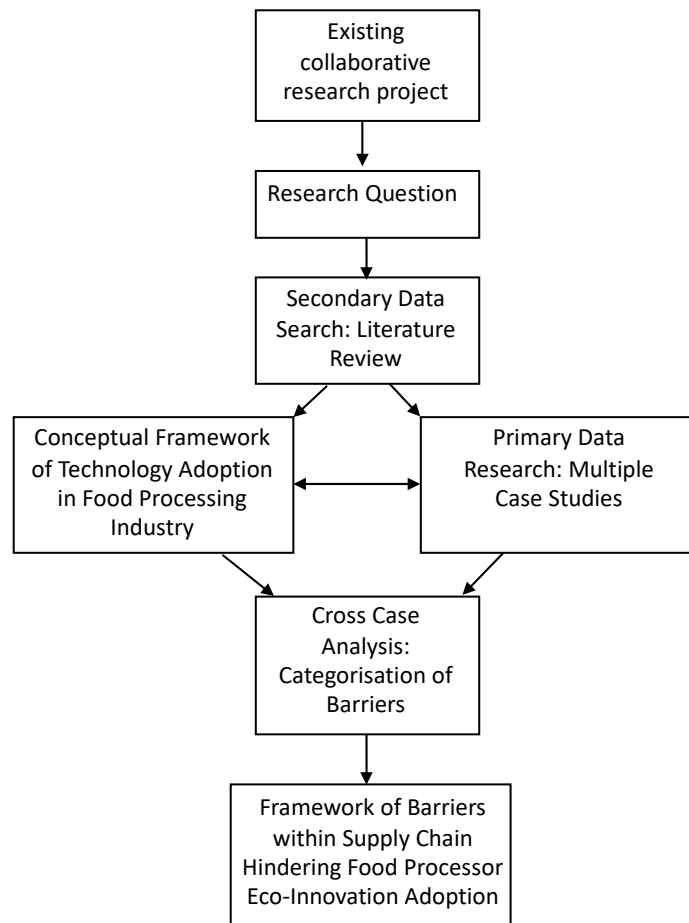 Existing
collaborative
research project
Research Question
Secondary Data
Search: Literature
Review
Conceptual Framework
of Technology Adoption
in Food Processing
Industry
Primary Data
Research: Multiple
Case Studies
Cross Case
Analysis:
Categorisation of
Barriers
Framework of Barriers
within Supply Chain
Hindering Food Processor
Eco-Innovation Adoption